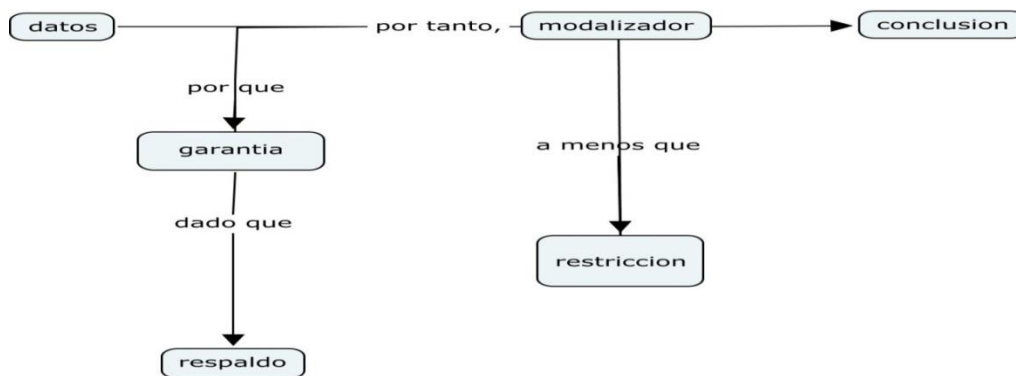 datos
por tanto,
modalizador
conclusion
por que
garantia
a menos que
dado que
restriccion
respaldo